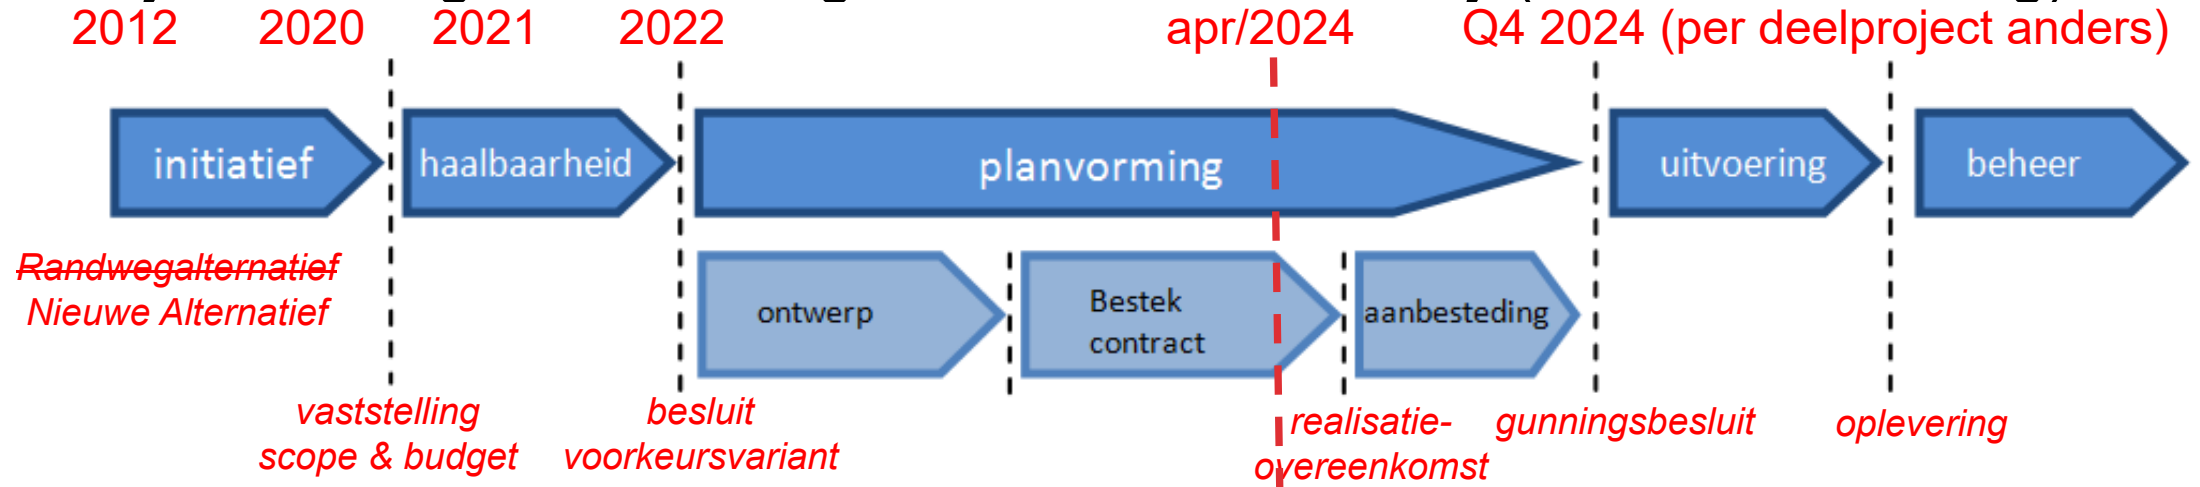 2012 2020 2021 2022 apr/2024 Q4 2024 (per deelproject anders)
initiatief haalbaarheid planvorming uitvoering beheer
Randwegalternatief
Nieuwe Alternatief
ontwerp Bestek contract aanbesteding
vaststelling scope & budget
besluit voorkeursvariant
realisatie-overeenkomst
gunningsbesluit
oplevering